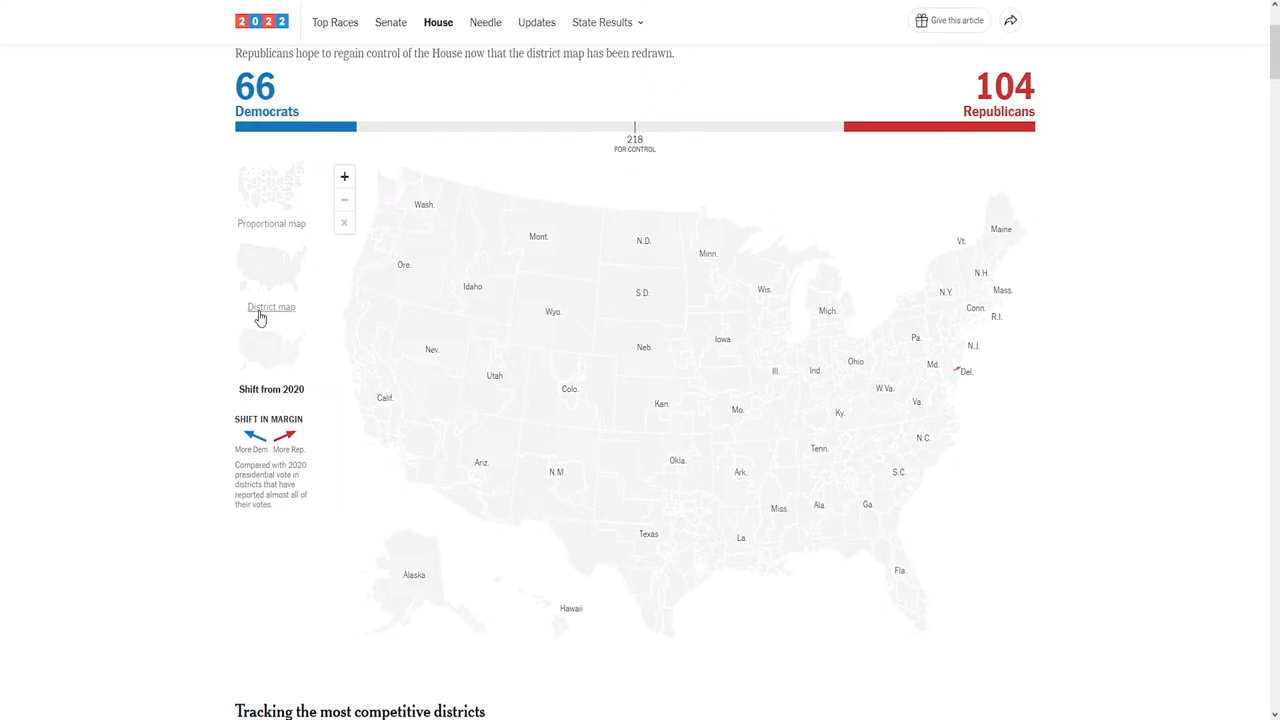 2022
Top Races Senate House Needle Updates State Results
Give this article
Republicans hope to regain control of the House now that the district map has been redrawn.
66
104
Democrats
Republicans
218
FOR CONTROL
Proportional map
District map
Shift from 2020
SHIFT IN MARGIN
More Dem. More Rep.
Compared with 2020
presidential vote in
districts that have
reported almost all of
their votes.
+
−
×
Wash.
Mont.
N.D.
Minn.
Maine
Vt.
Ore.
Idaho
S.D.
Wis.
N.H.
N.Y.
Mass.
Wyo.
Mich.
Conn.
R.I.
Nev.
Neb.
Iowa
Pa.
N.J.
Utah
Colo.
Ill.
Ind.
Ohio
Md.
Del.
Calif.
Kan.
Mo.
Ky.
W.Va.
Va.
Ariz.
N.M.
Okla.
Ark.
Tenn.
N.C.
S.C.
Miss.
Ala.
Ga.
Texas
La.
Fla.
Alaska
Hawaii
Tracking the most competitive districts